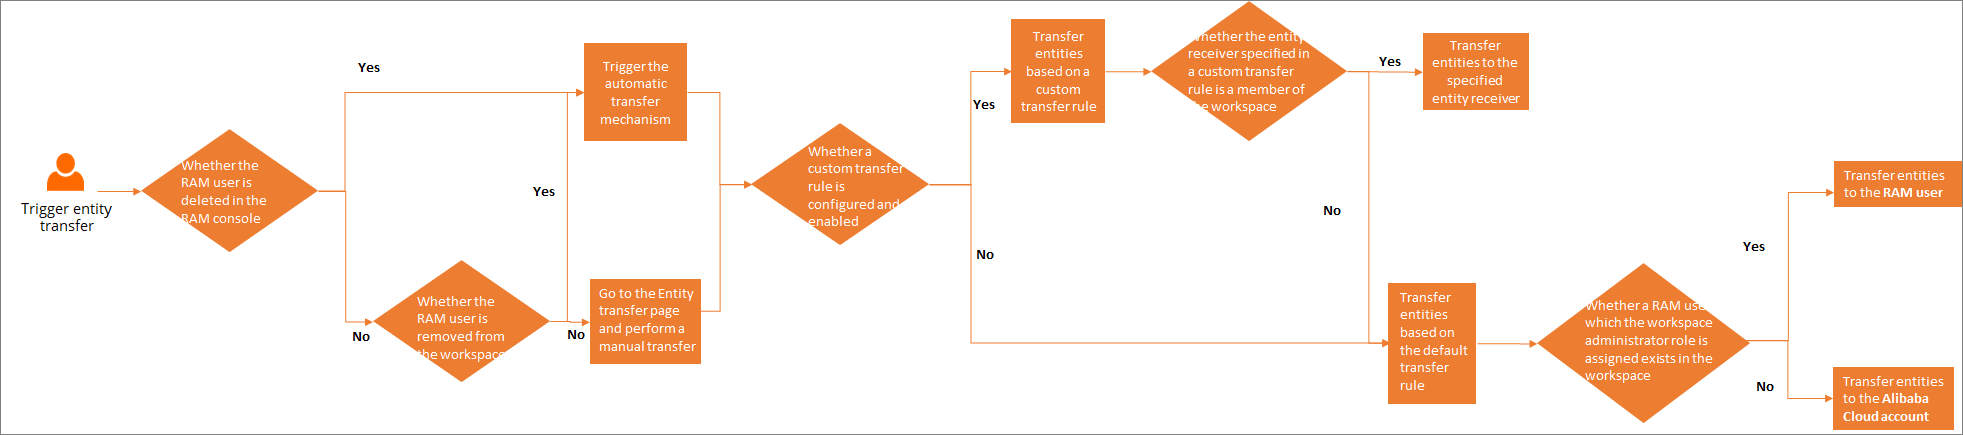 Trigger entity
transfer
Whether the
RAM user is
deleted in the
RAM console
Yes
No
Whether the
RAM user is
removed from
the workspace
Yes
No
Trigger the
automatic
transfer
mechanism
Go to the Entity
transfer page
and perform a
manual transfer
Whether a
custom transfer
rule is
configured and
enabled
Yes
No
Transfer
entities
based on a
custom
transfer rule
Whether the entity
receiver specified in
a custom transfer
rule is a member of
the workspace
Yes
No
Transfer
entities to the
specified
entity receiver
Transfer
entities
based on
the default
transfer
rule
Whether a RAM use
which the workspace
administrator role is
assigned exists in the
workspace
Yes
No
Transfer entities
to the RAM user
Transfer entities
to the Alibaba
Cloud account